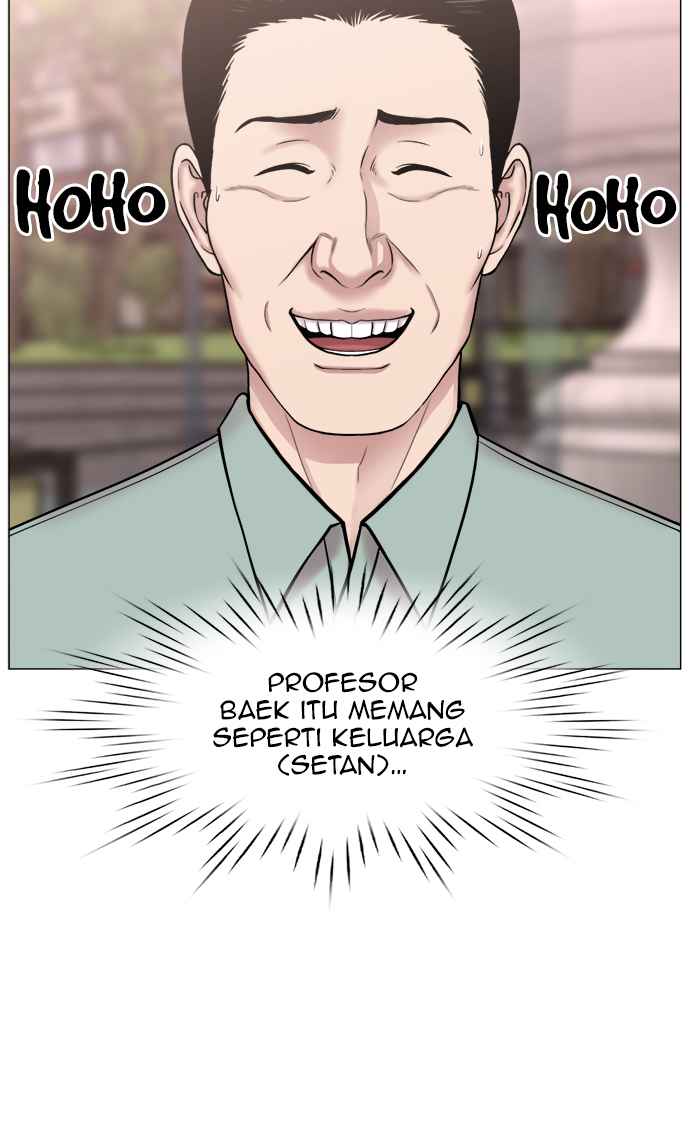 HOHO
HOHO
PROFESOR
BAEK ITU MEMANG
SEPERTI KELUARGA
(SETAN)...